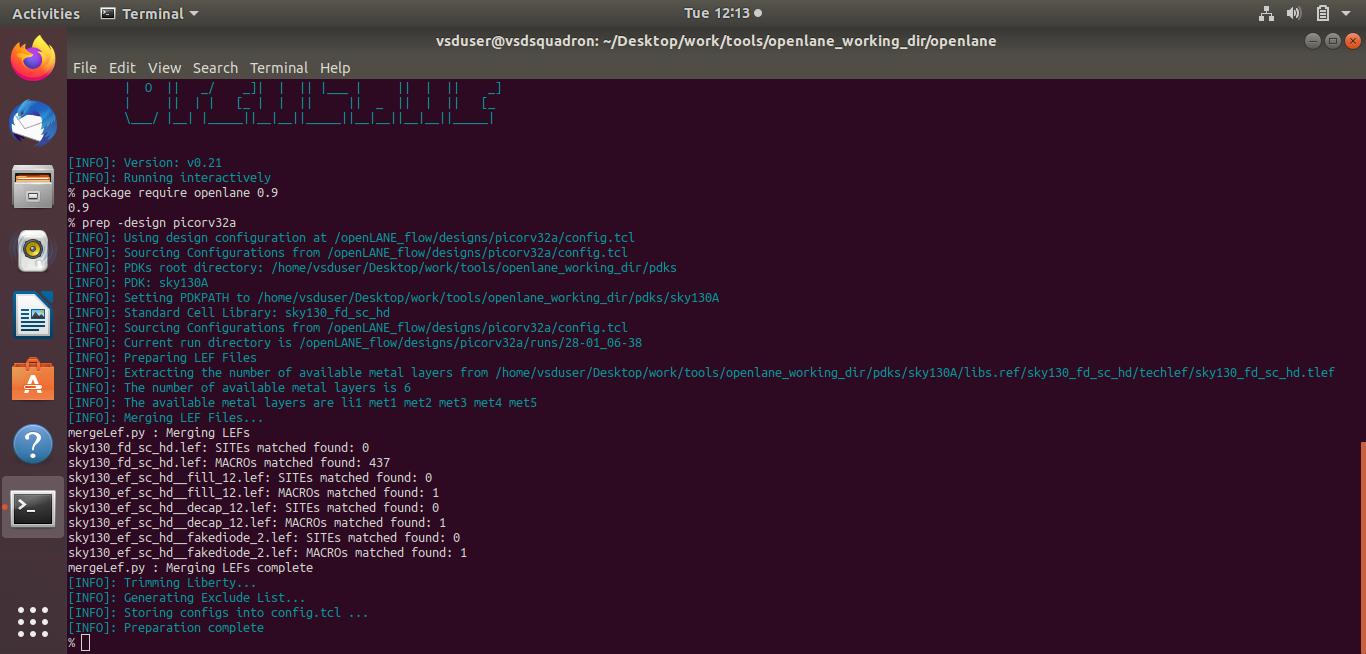 Activities Terminal Tue 12:13
vsduser@vsdsquadron: ~/Desktop/work/tools/openlane_working_dir/openlane
File Edit View Search Terminal Help
[INFO]: Version: v0.21
[INFO]: Running interactively
% package require openlane 0.9
0.9
% prep -design picorv32a
[INFO]: Using design configuration at /openLANE_flow/designs/picorv32a/config.tcl
[INFO]: Sourcing Configurations from /openLANE_flow/designs/picorv32a/config.tcl
[INFO]: PDKs root directory: /home/vsduser/Desktop/work/tools/openlane_working_dir/pdks
[INFO]: PDK: sky130A
[INFO]: Setting PDKPATH to /home/vsduser/Desktop/work/tools/openlane_working_dir/pdks/sky130A
[INFO]: Standard Cell Library: sky130_fd_sc_hd
[INFO]: Sourcing Configurations from /openLANE_flow/designs/picorv32a/config.tcl
[INFO]: Current run directory is /openLANE_flow/designs/picorv32a/runs/28-01_06-38
[INFO]: Preparing LEF Files
[INFO]: Extracting the number of available metal layers from /home/vsduser/Desktop/work/tools/openlane_working_dir/pdks/sky130A/libs.ref/sky130_fd_sc_hd/techlef/sky130_fd_sc_hd.tlef
[INFO]: The number of available metal layers is 6
[INFO]: The available metal layers are li1 met1 met2 met3 met4 met5
[INFO]: Merging LEF Files...
mergeLef.py : Merging LEFs
sky130_fd_sc_hd.lef: SITEs matched found: 0
sky130_fd_sc_hd.lef: MACROs matched found: 437
sky130_ef_sc_hd__fill_12.lef: SITEs matched found: 0
sky130_ef_sc_hd__fill_12.lef: MACROs matched found: 1
sky130_ef_sc_hd__decap_12.lef: SITEs matched found: 0
sky130_ef_sc_hd__decap_12.lef: MACROs matched found: 1
sky130_ef_sc_hd__fakediode_2.lef: SITEs matched found: 0
sky130_ef_sc_hd__fakediode_2.lef: MACROs matched found: 1
mergeLef.py : Merging LEFs complete
[INFO]: Trimming Liberty...
[INFO]: Generating Exclude List...
[INFO]: Storing configs into config.tcl ...
[INFO]: Preparation complete
%